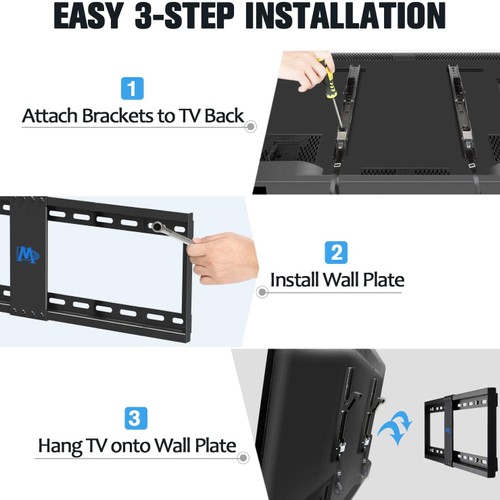 EASY 3-STEP INSTALLATION
1
Attach Brackets to TV Back
2
Install Wall Plate
3
Hang TV onto Wall Plate